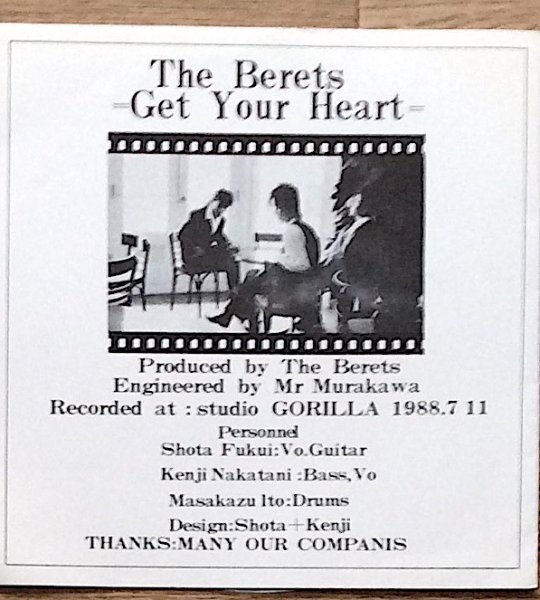 The Berets
=Get Your Heart=
Produced by The Berets
Engineered by Mr Murakawa
Recorded at : studio GORILLA 1988.7 11
Personnel
Shota Fukui:Vo.Guitar
Kenji Nakatani :Bass,Vo
Masakazu Ito:Drums
Design:Shota+Kenji
THANKS:MANY OUR COMPANIS